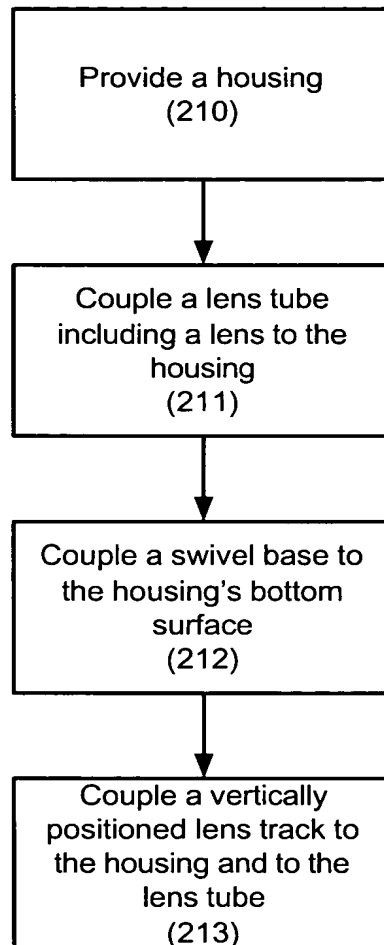 Provide a housing
(210)
Couple a lens tube
including a lens to the
housing
(211)
Couple a swivel base to
the housing's bottom
surface
(212)
Couple a vertically
positioned lens track to
the housing and to the
lens tube
(213)